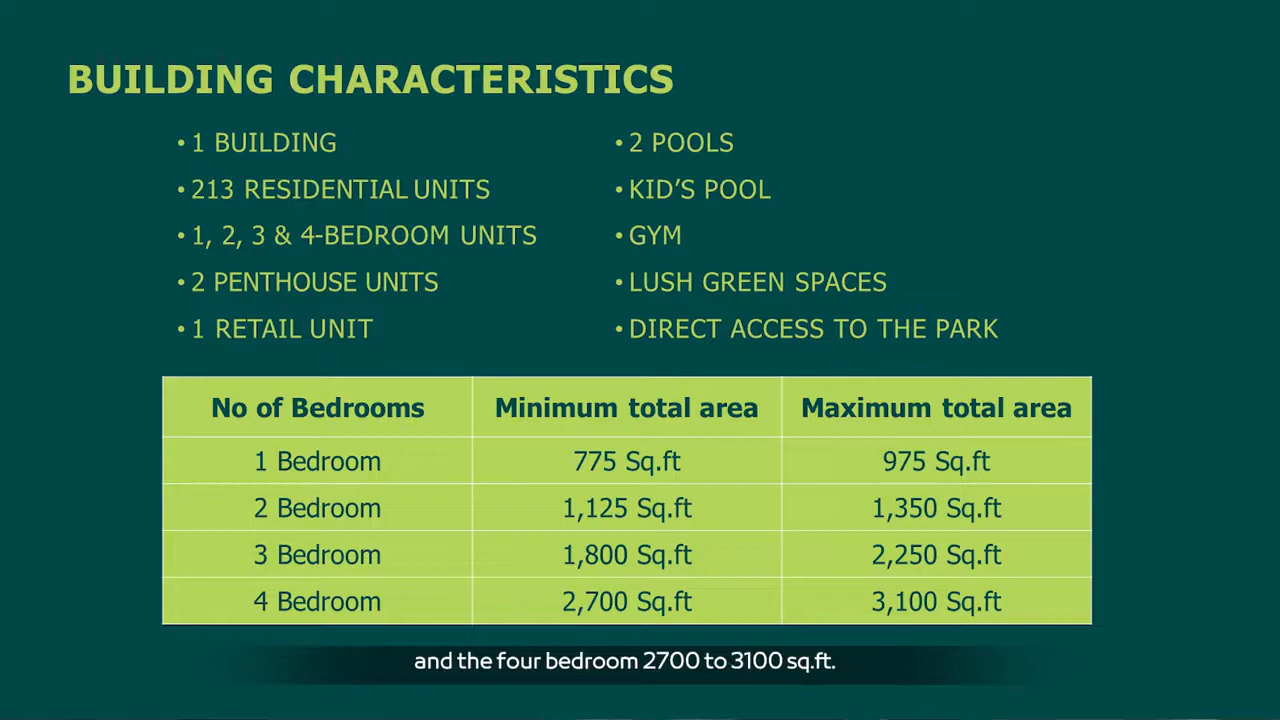 BUILDING CHARACTERISTICS
• 1 BUILDING
• 213 RESIDENTIAL UNITS
• 1, 2, 3 & 4-BEDROOM UNITS
• 2 PENTHOUSE UNITS
• 1 RETAIL UNIT
• 2 POOLS
• KID'S POOL
• GYM
• LUSH GREEN SPACES
• DIRECT ACCESS TO THE PARK
No of Bedrooms Minimum total area Maximum total area
1 Bedroom 775 Sq.ft 975 Sq.ft
2 Bedroom 1,125 Sq.ft 1,350 Sq.ft
3 Bedroom 1,800 Sq.ft 2,250 Sq.ft
4 Bedroom 2,700 Sq.ft 3,100 Sq.ft
and the four bedroom 2700 to 3100 sq.ft.